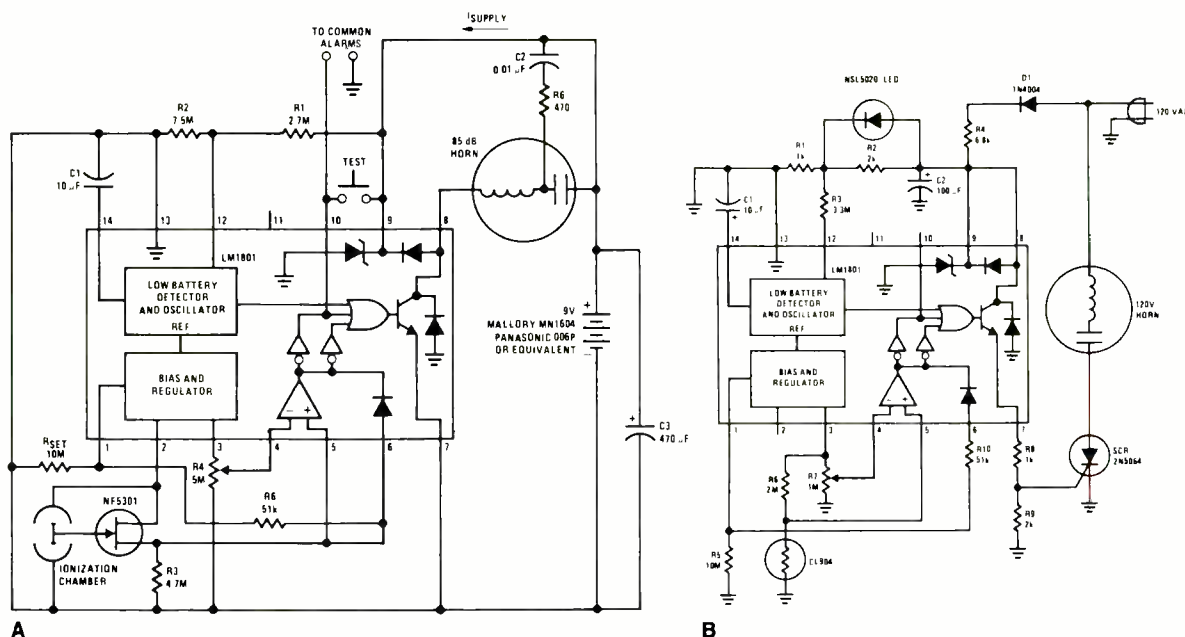 I SUPPLY
TO COMMON
ALARMS
C2
0.01 µF
R6
470
R2
7.5M
R1
2.7M
85 dB
HORN
TEST
C1
10 µF
14
13
12
11
10
9
8
LM1801
LOW BATTERY
DETECTOR
AND OSCILLATOR
REF
BIAS AND
REGULATOR
9V
MALLORY MN1604
PANASONIC 006P
OR EQUIVALENT
C3
470 µF
RSET
10M
1
2
3
4
5
6
7
R4
5M
NF5301
R6
51k
IONIZATION
CHAMBER
R3
4.7M
A
B
NSL5020 LED
D1
1N4004
120 VAC
R4
6.8k
R1
1k
R2
2k
C2
100 µF
C1
10 µF
R3
3.3M
14
13
12
11
10
9
8
LM1801
LOW BATTERY
DETECTOR
AND OSCILLATOR
REF
BIAS AND
REGULATOR
120V
HORN
1
2
3
4
5
6
7
R10
51k
R8
1k
SCR
2N5064
R6
2M
R7
1M
R9
2k
R5
10M
CL904